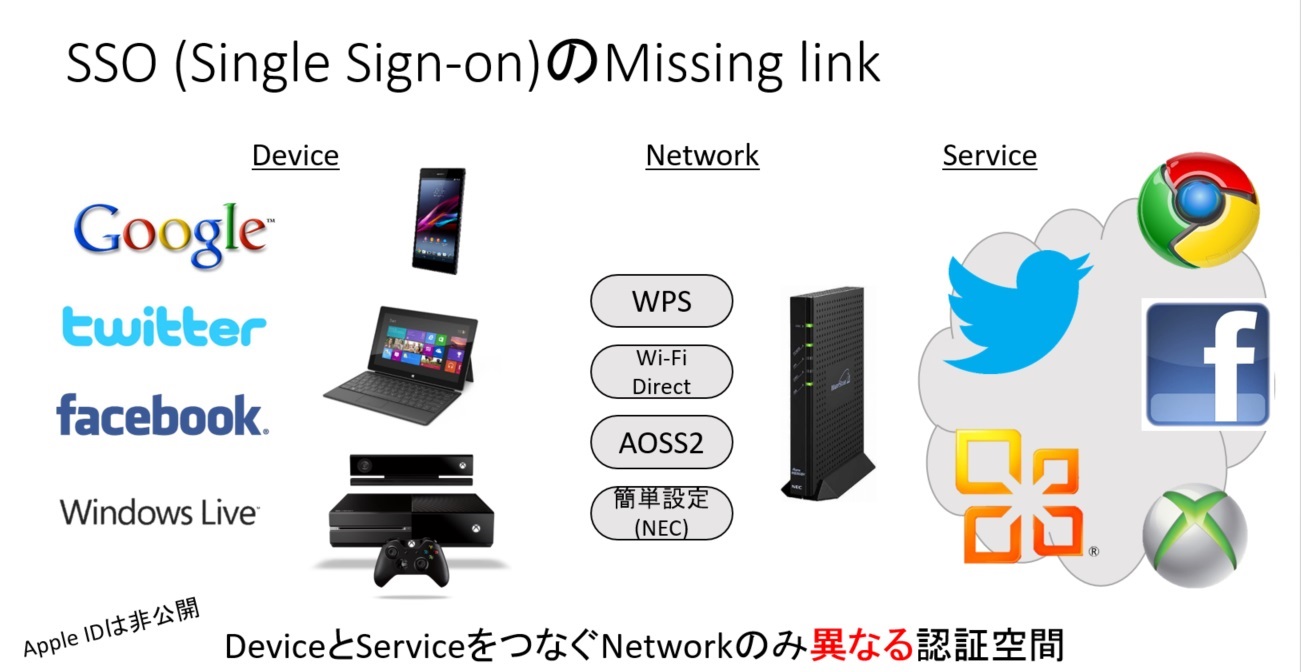 SSO (Single Sign-on)のMissing link
Device
Network
Service
Google™
twitter
facebook®
Windows Live
WPS
Wi-Fi
Direct
AOSS2
簡単設定
(NEC)
NEC
®
Apple IDは非公開
DeviceとServiceをつなぐNetworkのみ異なる認証空間